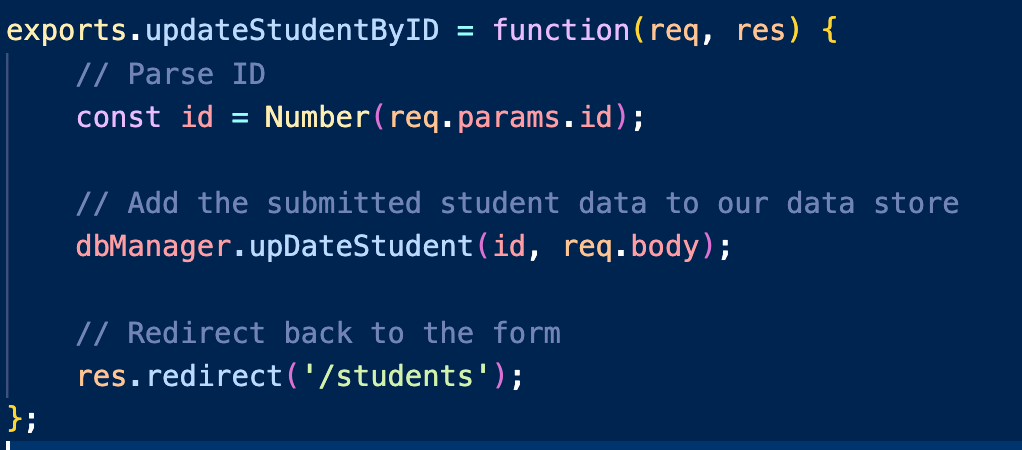 exports.updateStudentByID = function(req, res) {
    // Parse ID
    const id = Number(req.params.id);
    // Add the submitted student data to our data store
    dbManager.upDateStudent(id, req.body);
    // Redirect back to the form
    res.redirect('/students');
};